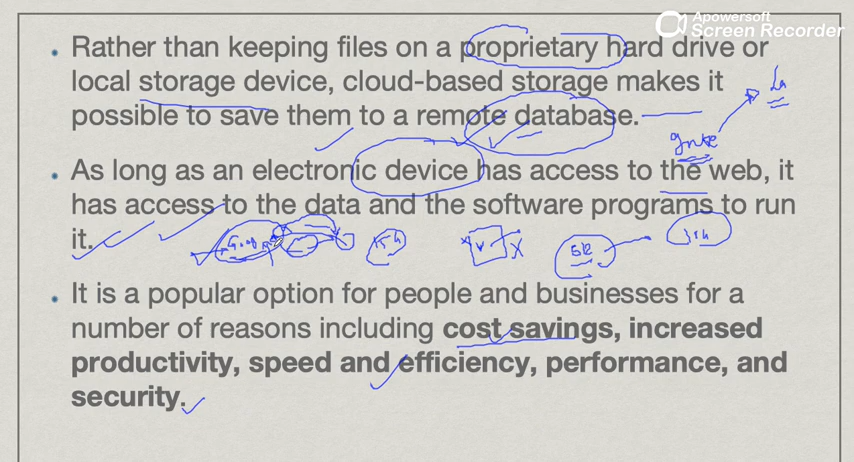 Apowersoft
Screen Recorder
• Rather than keeping files on a proprietary hard drive or
local storage device, cloud-based storage makes it
possible to save them to a remote database.
• As long as an electronic device has access to the web, it
has access to the data and the software programs to run
it.
• It is a popular option for people and businesses for a
number of reasons including cost savings, increased
productivity, speed and efficiency, performance, and
security.